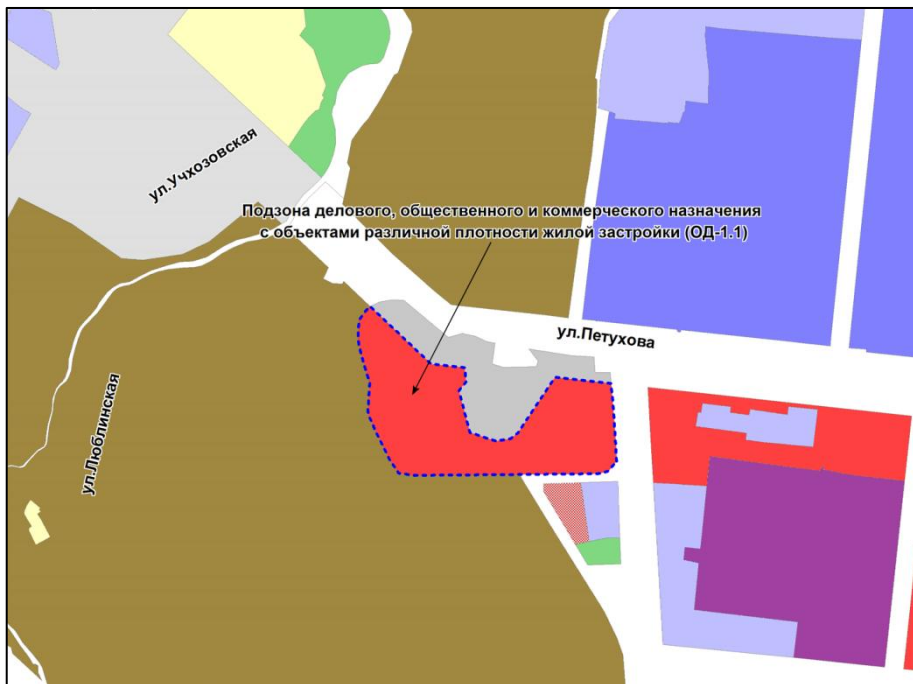 ул.Учхозовская
Подзона делового, общественного и коммерческого назначения
с объектами различной плотности жилой застройки (ОД-1.1)
ул.Петухова
ул.Люблинская